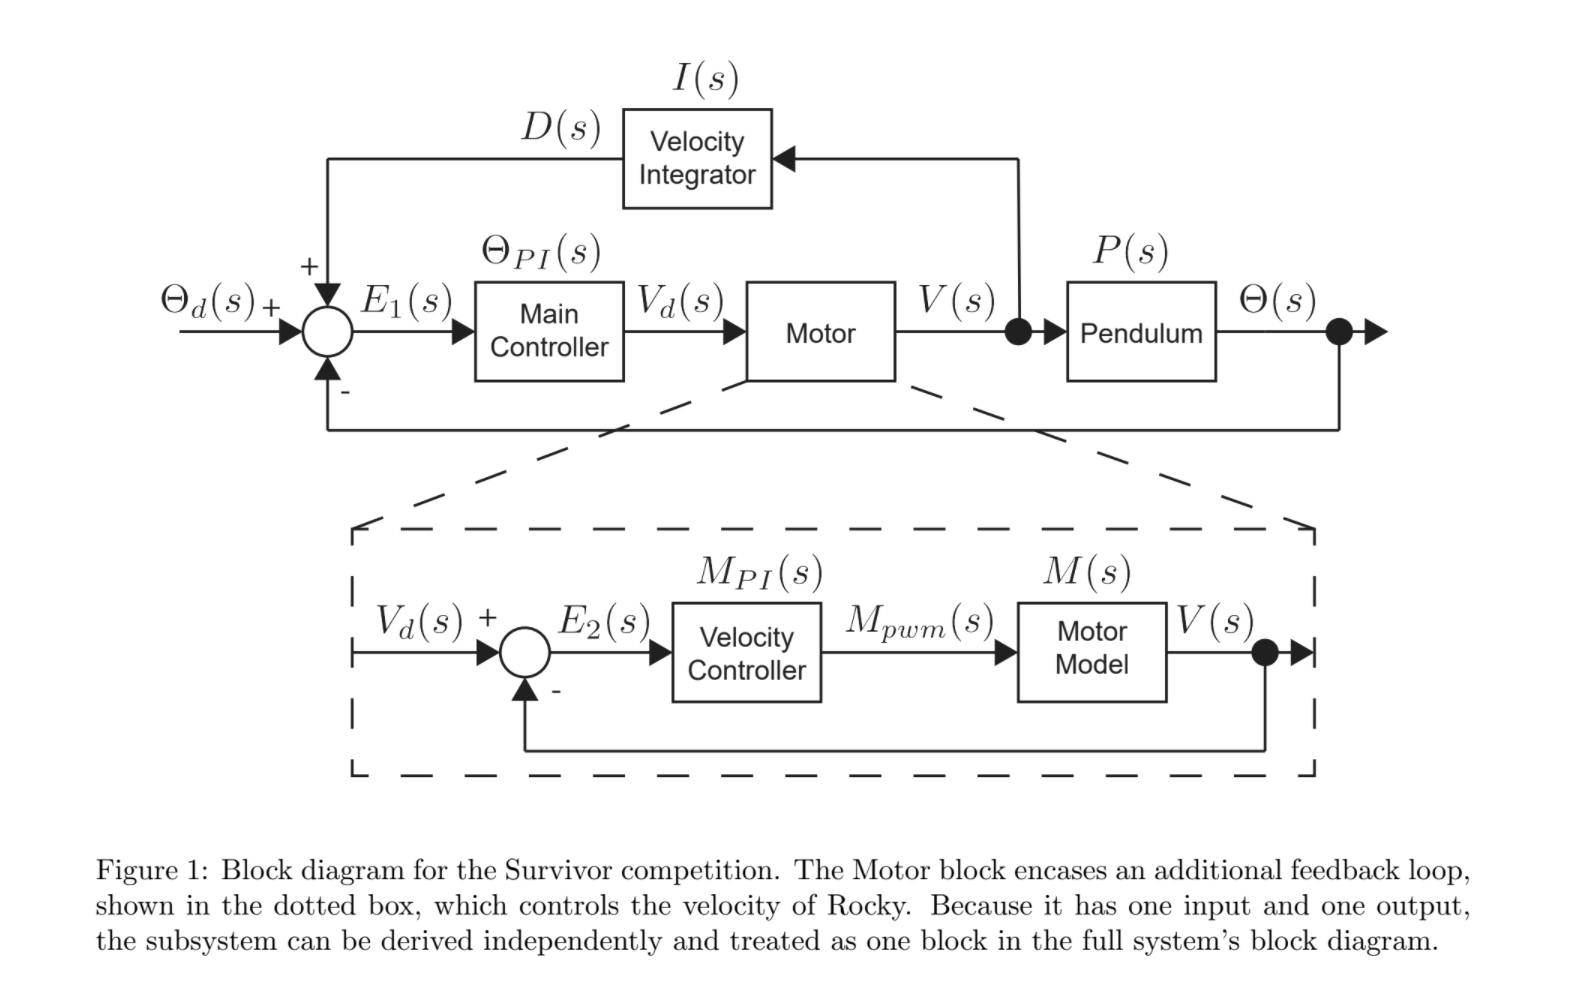 I(s)
D(s)
Velocity
Integrator
+
Θ_{PI}(s)
P(s)
Θ_d(s) +
E_1(s)
Main
Controller
V_d(s)
Motor
V(s)
Pendulum
Θ(s)
-
M_{PI}(s)
M(s)
V_d(s)
+
E_2(s)
Velocity
Controller
M_{pwm}(s)
Motor
Model
V(s)
-
Figure 1: Block diagram for the Survivor competition. The Motor block encases an additional feedback loop,
shown in the dotted box, which controls the velocity of Rocky. Because it has one input and one output,
the subsystem can be derived independently and treated as one block in the full system's block diagram.